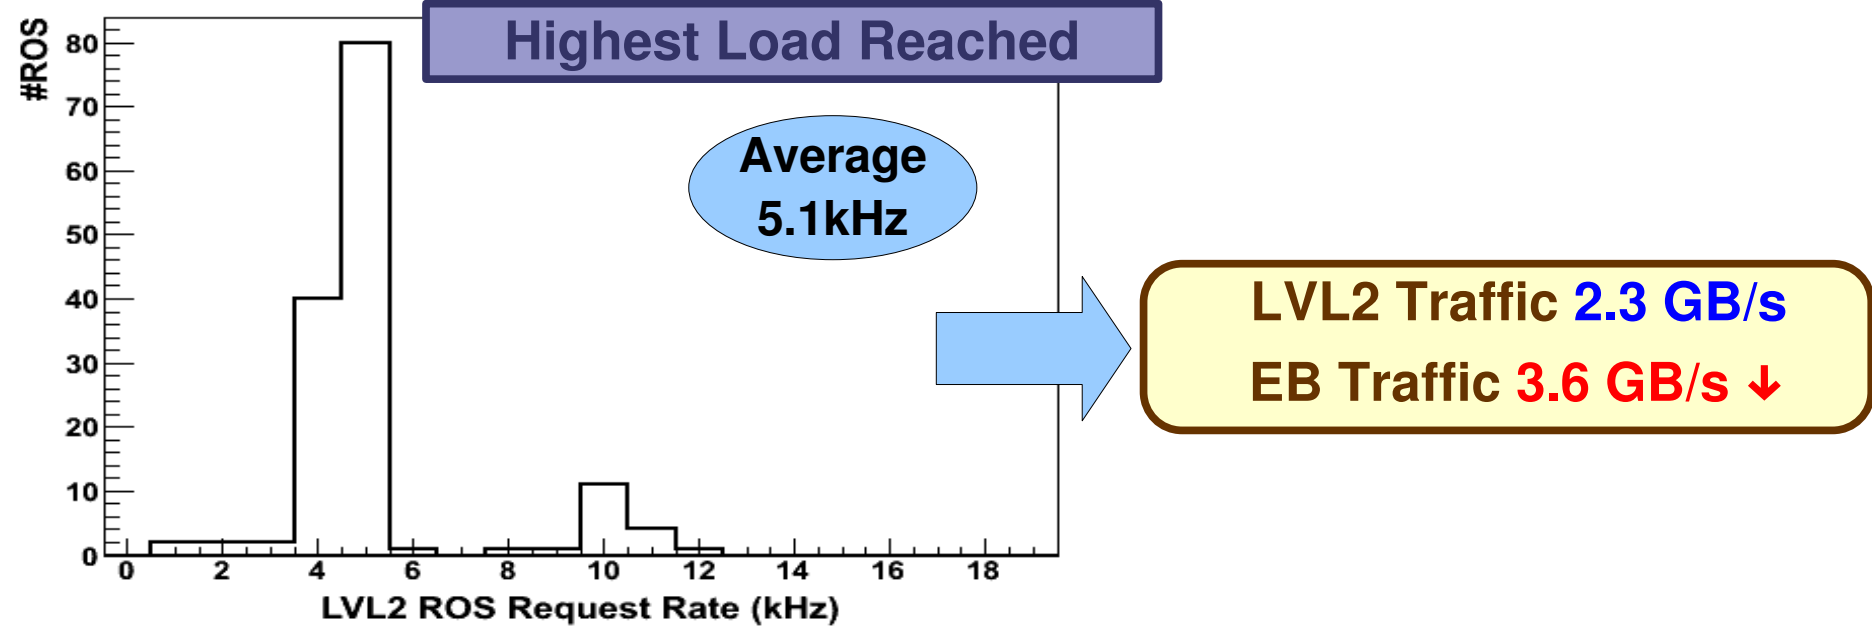 Highest Load Reached
#ROS
80
70
60
50
40
30
20
10
0
0 2 4 6 8 10 12 14 16 18
LVL2 ROS Request Rate (kHz)
Average
5.1kHz
LVL2 Traffic 2.3 GB/s
EB Traffic 3.6 GB/s ↓